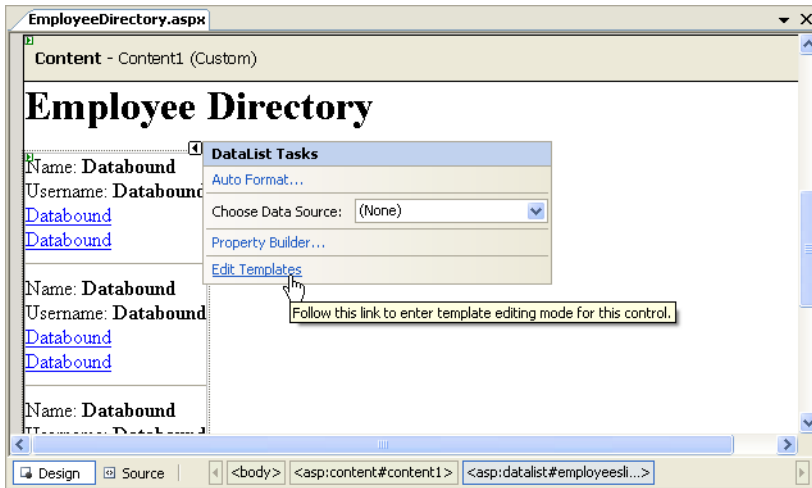 EmployeeDirectory.aspx
Content - Content1 (Custom)
Employee Directory
DataList Tasks
Name: Databound
Auto Format...
Username: Databound
Databound
Choose Data Source: (None)
Databound
Property Builder...
Edit Templates
Name: Databound
Username: Databound
Follow this link to enter template editing mode for this control.
Databound
Databound
Name: Databound
Username: Databound
Design Source <body> <asp:content#content1> <asp:datalist#employeesli...>